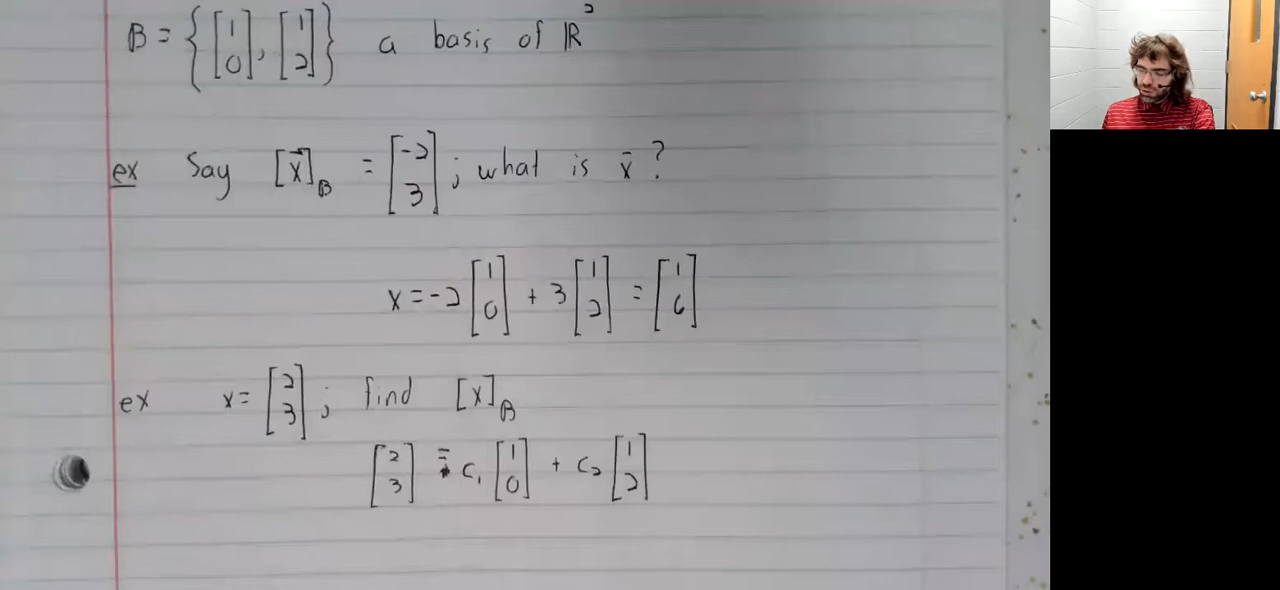 B = { [1 0], [1 2] } a basis of ℝ²
ex Say [x⃗]_B = [-2 3] ; what is x̄ ?
x = -2 [1 0] + 3 [1 2] = [1 6]
ex x = [2 3] ; find [x]_B
[2 3] = c₁ [1 0] + c₂ [1 2]